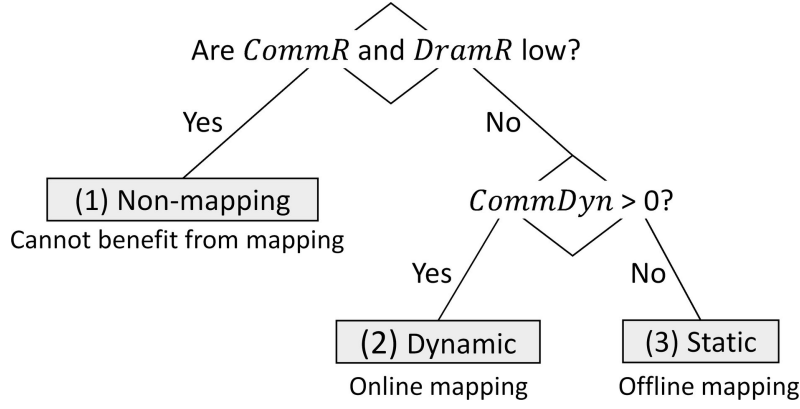 Are CommR and DramR low?
Yes
No
(1) Non-mapping
Cannot benefit from mapping
CommDyn > 0?
Yes
No
(2) Dynamic
Online mapping
(3) Static
Offline mapping